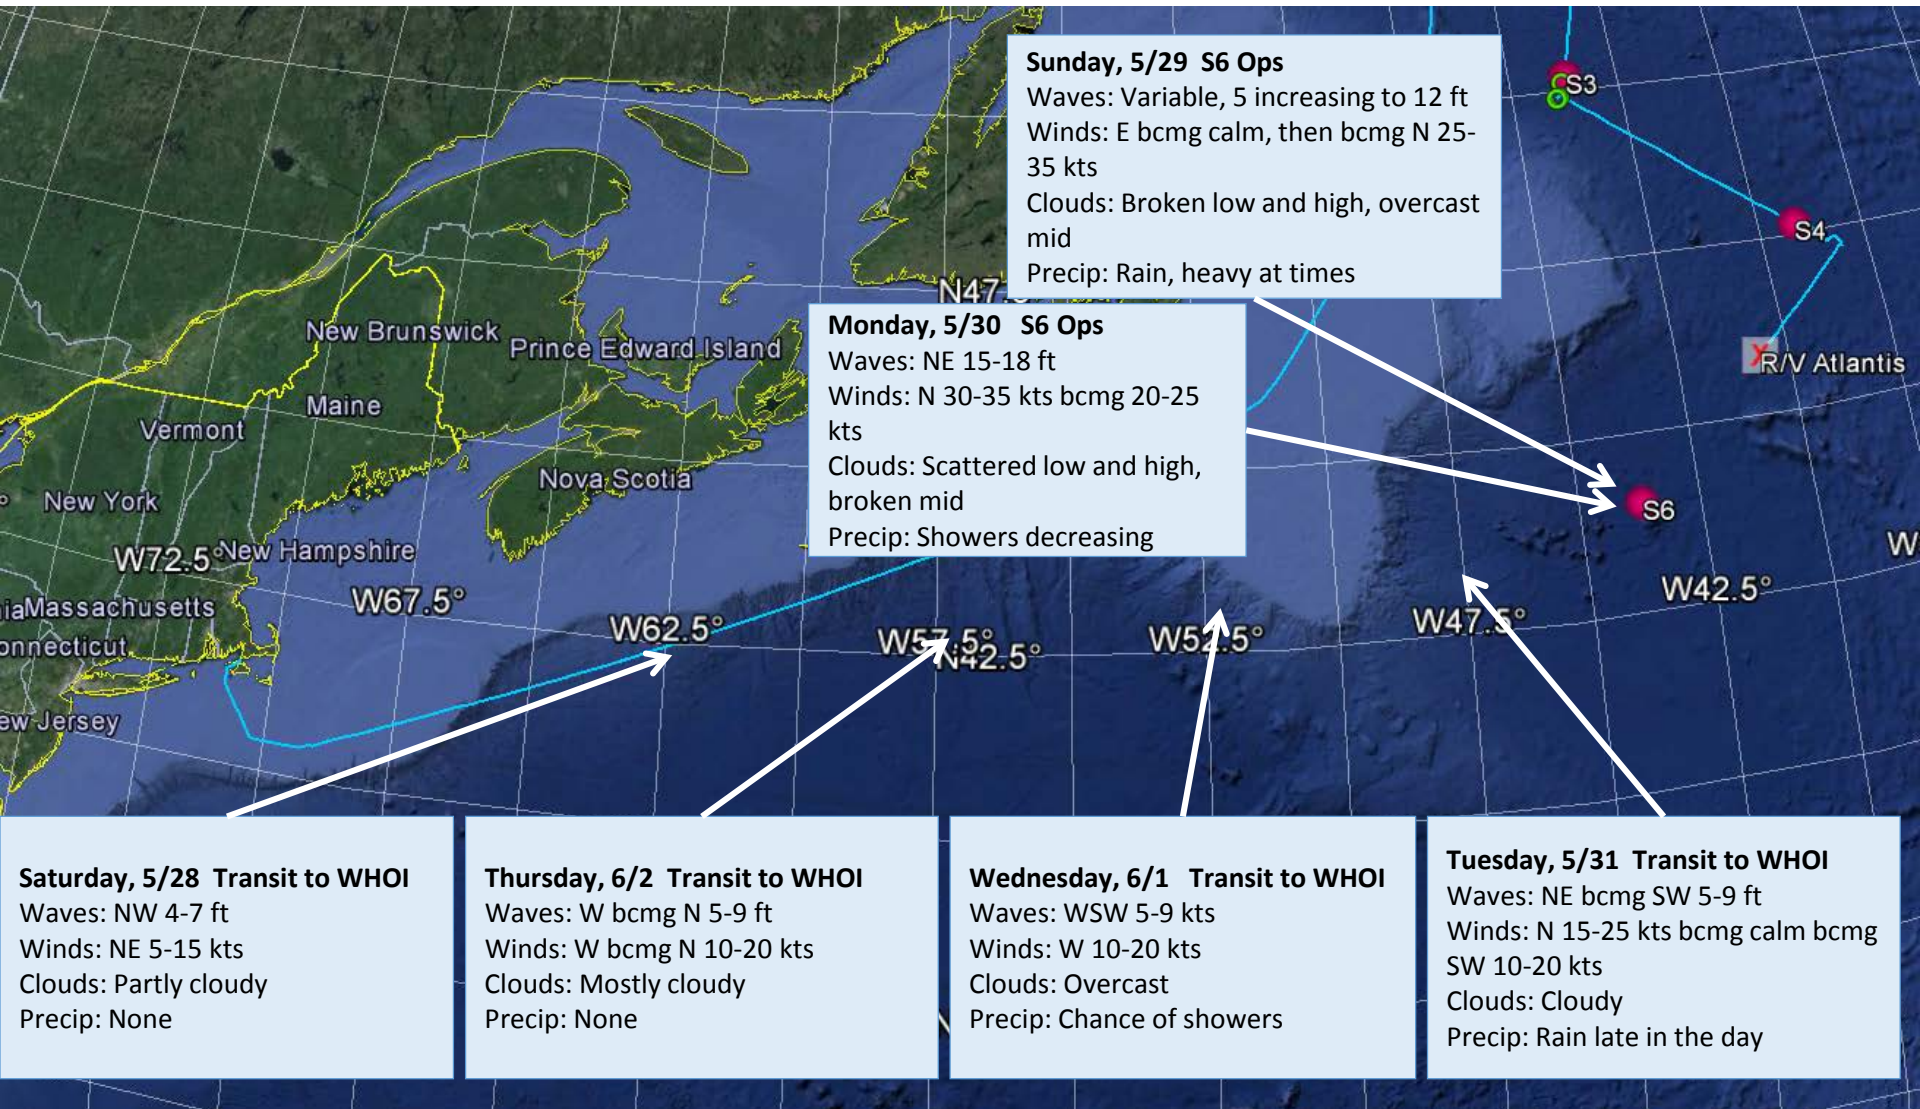 Sunday, 5/29  S6 Ops
Waves: Variable, 5 increasing to 12 ft
Winds: E bcmg calm, then bcmg N 25-
35 kts
Clouds: Broken low and high, overcast
mid
Precip: Rain, heavy at times
S3
S4
R/V Atlantis
S6
Monday, 5/30   S6 Ops
Waves: NE 15-18 ft
Winds: N 30-35 kts bcmg 20-25
kts
Clouds: Scattered low and high,
broken mid
Precip: Showers decreasing
New Brunswick
Prince Edward Island
Maine
Vermont
Nova Scotia
New York
New Hampshire
Massachusetts
W72.5°
W67.5°
W62.5°
W57.5°
N42.5°
W52.5°
W47.5°
W42.5°
W
N47.
ia
onnecticut
ew Jersey
Saturday, 5/28  Transit to WHOI
Waves: NW 4-7 ft
Winds: NE 5-15 kts
Clouds: Partly cloudy
Precip: None
Thursday, 6/2  Transit to WHOI
Waves: W bcmg N 5-9 ft
Winds: W bcmg N 10-20 kts
Clouds: Mostly cloudy
Precip: None
Wednesday, 6/1   Transit to WHOI
Waves: WSW 5-9 kts
Winds: W 10-20 kts
Clouds: Overcast
Precip: Chance of showers
Tuesday, 5/31  Transit to WHOI
Waves: NE bcmg SW 5-9 ft
Winds: N 15-25 kts bcmg calm bcmg
SW 10-20 kts
Clouds: Cloudy
Precip: Rain late in the day